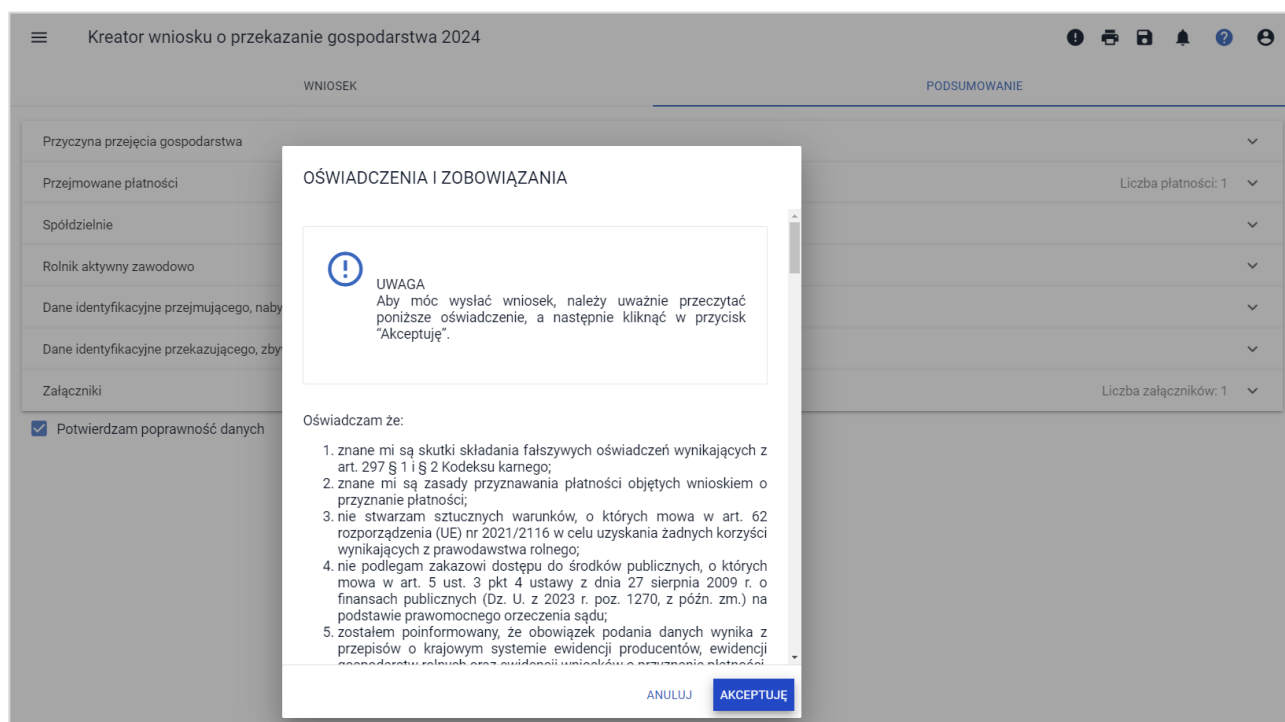 Kreator wniosku o przekazanie gospodarstwa 2024
WNIOSEK
PODSUMOWANIE
Przyczyna przejęcia gospodarstwa
Przejmowane płatności
Liczba płatności: 1
Spółdzielnie
Rolnik aktywny zawodowo
Dane identyfikacyjne przejmującego,
Dane identyfikacyjne przekazującego,
Załączniki
Liczba załączników: 1
Potwierdzam poprawność danych
OŚWIADCZENIA I ZOBOWIĄZANIA
UWAGA
Aby móc wysłać wniosek, należy uważnie przeczytać
poniższe oświadczenie, a następnie kliknąć w przycisk
“Akceptuję”.
Oświadczam że:
1. znane mi są skutki składania fałszywych oświadczeń wynikających z
art. 297 § 1 i § 2 Kodeksu karnego;
2. znane mi są zasady przyznawania płatności objętych wnioskiem o
przyznanie płatności;
3. nie stwarzam sztucznych warunków, o których mowa w art. 62
rozporządzenia (UE) nr 2021/2116 w celu uzyskania żadnych korzyści
wynikających z prawodawstwa rolnego;
4. nie podlegam zakazowi dostępu do środków publicznych, o których
mowa w art. 5 ust. 3 pkt 4 ustawy z dnia 27 sierpnia 2009 r. o
finansach publicznych (Dz. U. z 2023 r. poz. 1270, z późn. zm.) na
podstawie prawomocnego orzeczenia sądu;
5. zostałem poinformowany, że obowiązek podania danych wynika z
przepisów o krajowym systemie ewidencji producentów, ewidencji
gospodarstw rolnych oraz ewidencji wniosków o przyznanie płatności
ANULUJ
AKCEPTUJĘ